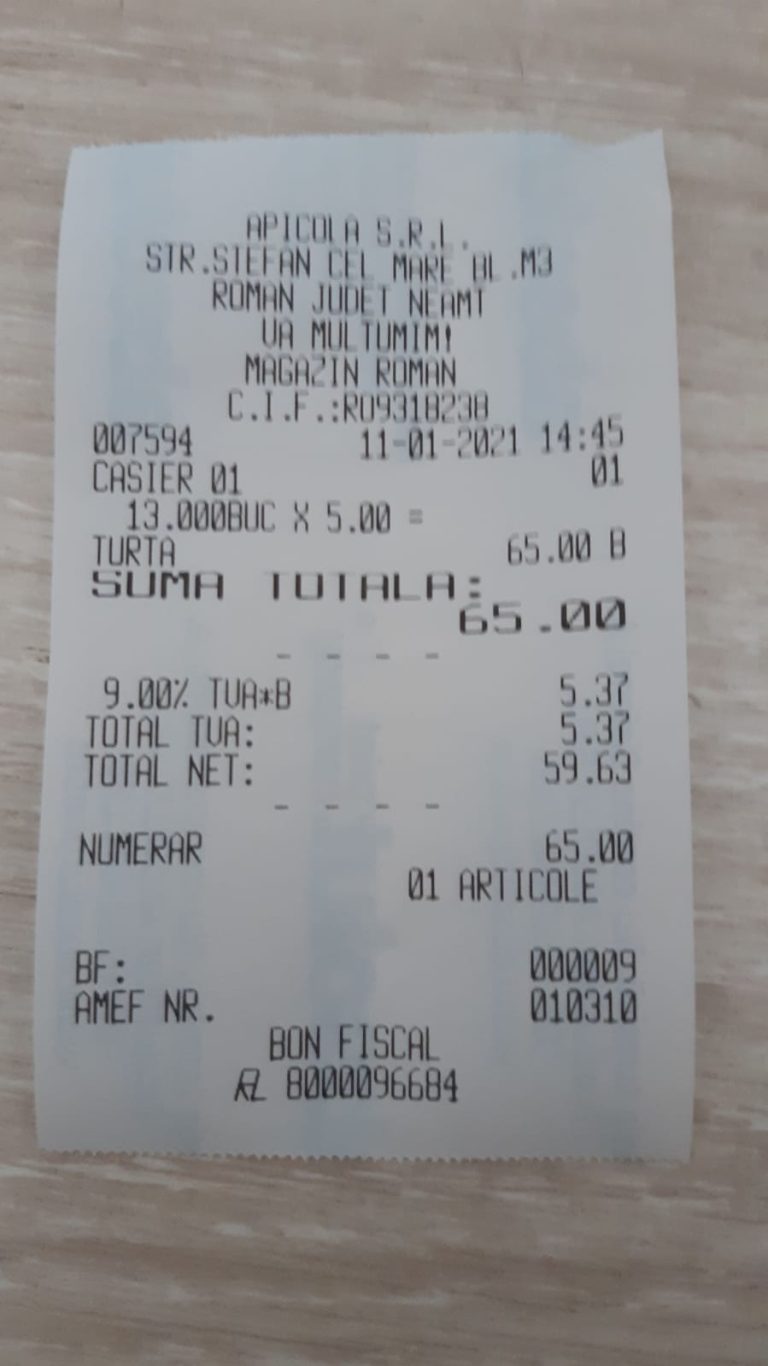 APICOLA S.R.L.
STR.STEFAN CEL MARE BL.M3
ROMAN JUDET NEAMT
VA MULTUMIM!
MAGAZIN ROMAN
C.I.F.:RO9318238
007594 11-01-2021 14:45
CASIER 01 01
13.000BUC X 5.00 =
TURTA 65.00 B
SUMA TOTALA:
65.00
- - - -
9.00% TVA*B 5.37
TOTAL TVA: 5.37
TOTAL NET: 59.63
- - - -
NUMERAR 65.00
01 ARTICOLE
BF: 000009
AMEF NR. 010310
BON FISCAL
8000096684